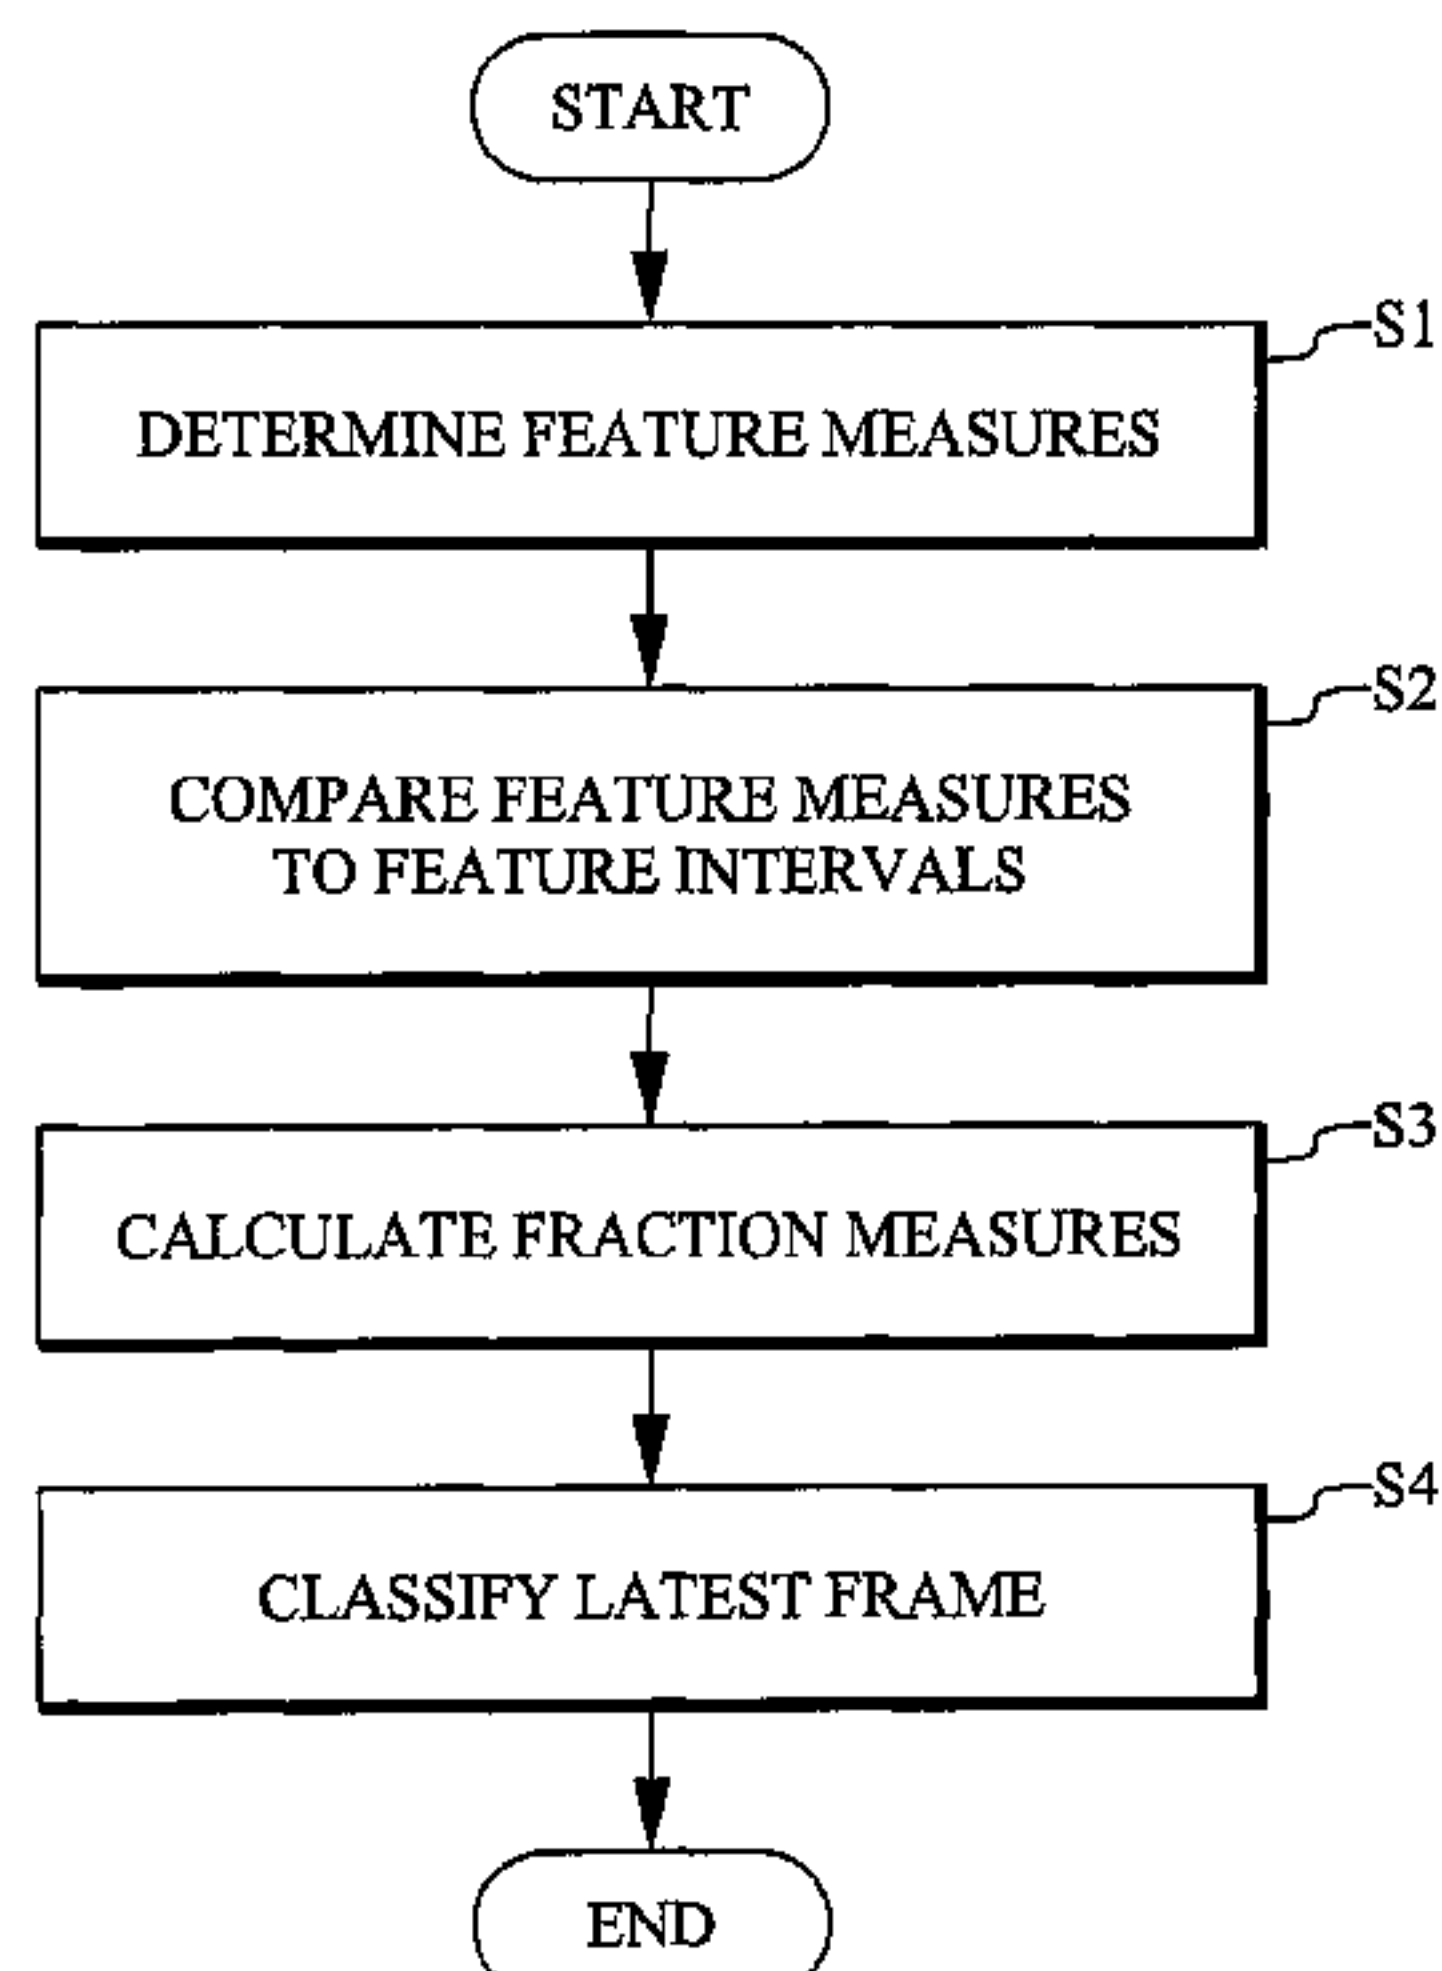 START
S1
DETERMINE FEATURE MEASURES
S2
COMPARE FEATURE MEASURES
TO FEATURE INTERVALS
S3
CALCULATE FRACTION MEASURES
S4
CLASSIFY LATEST FRAME
END